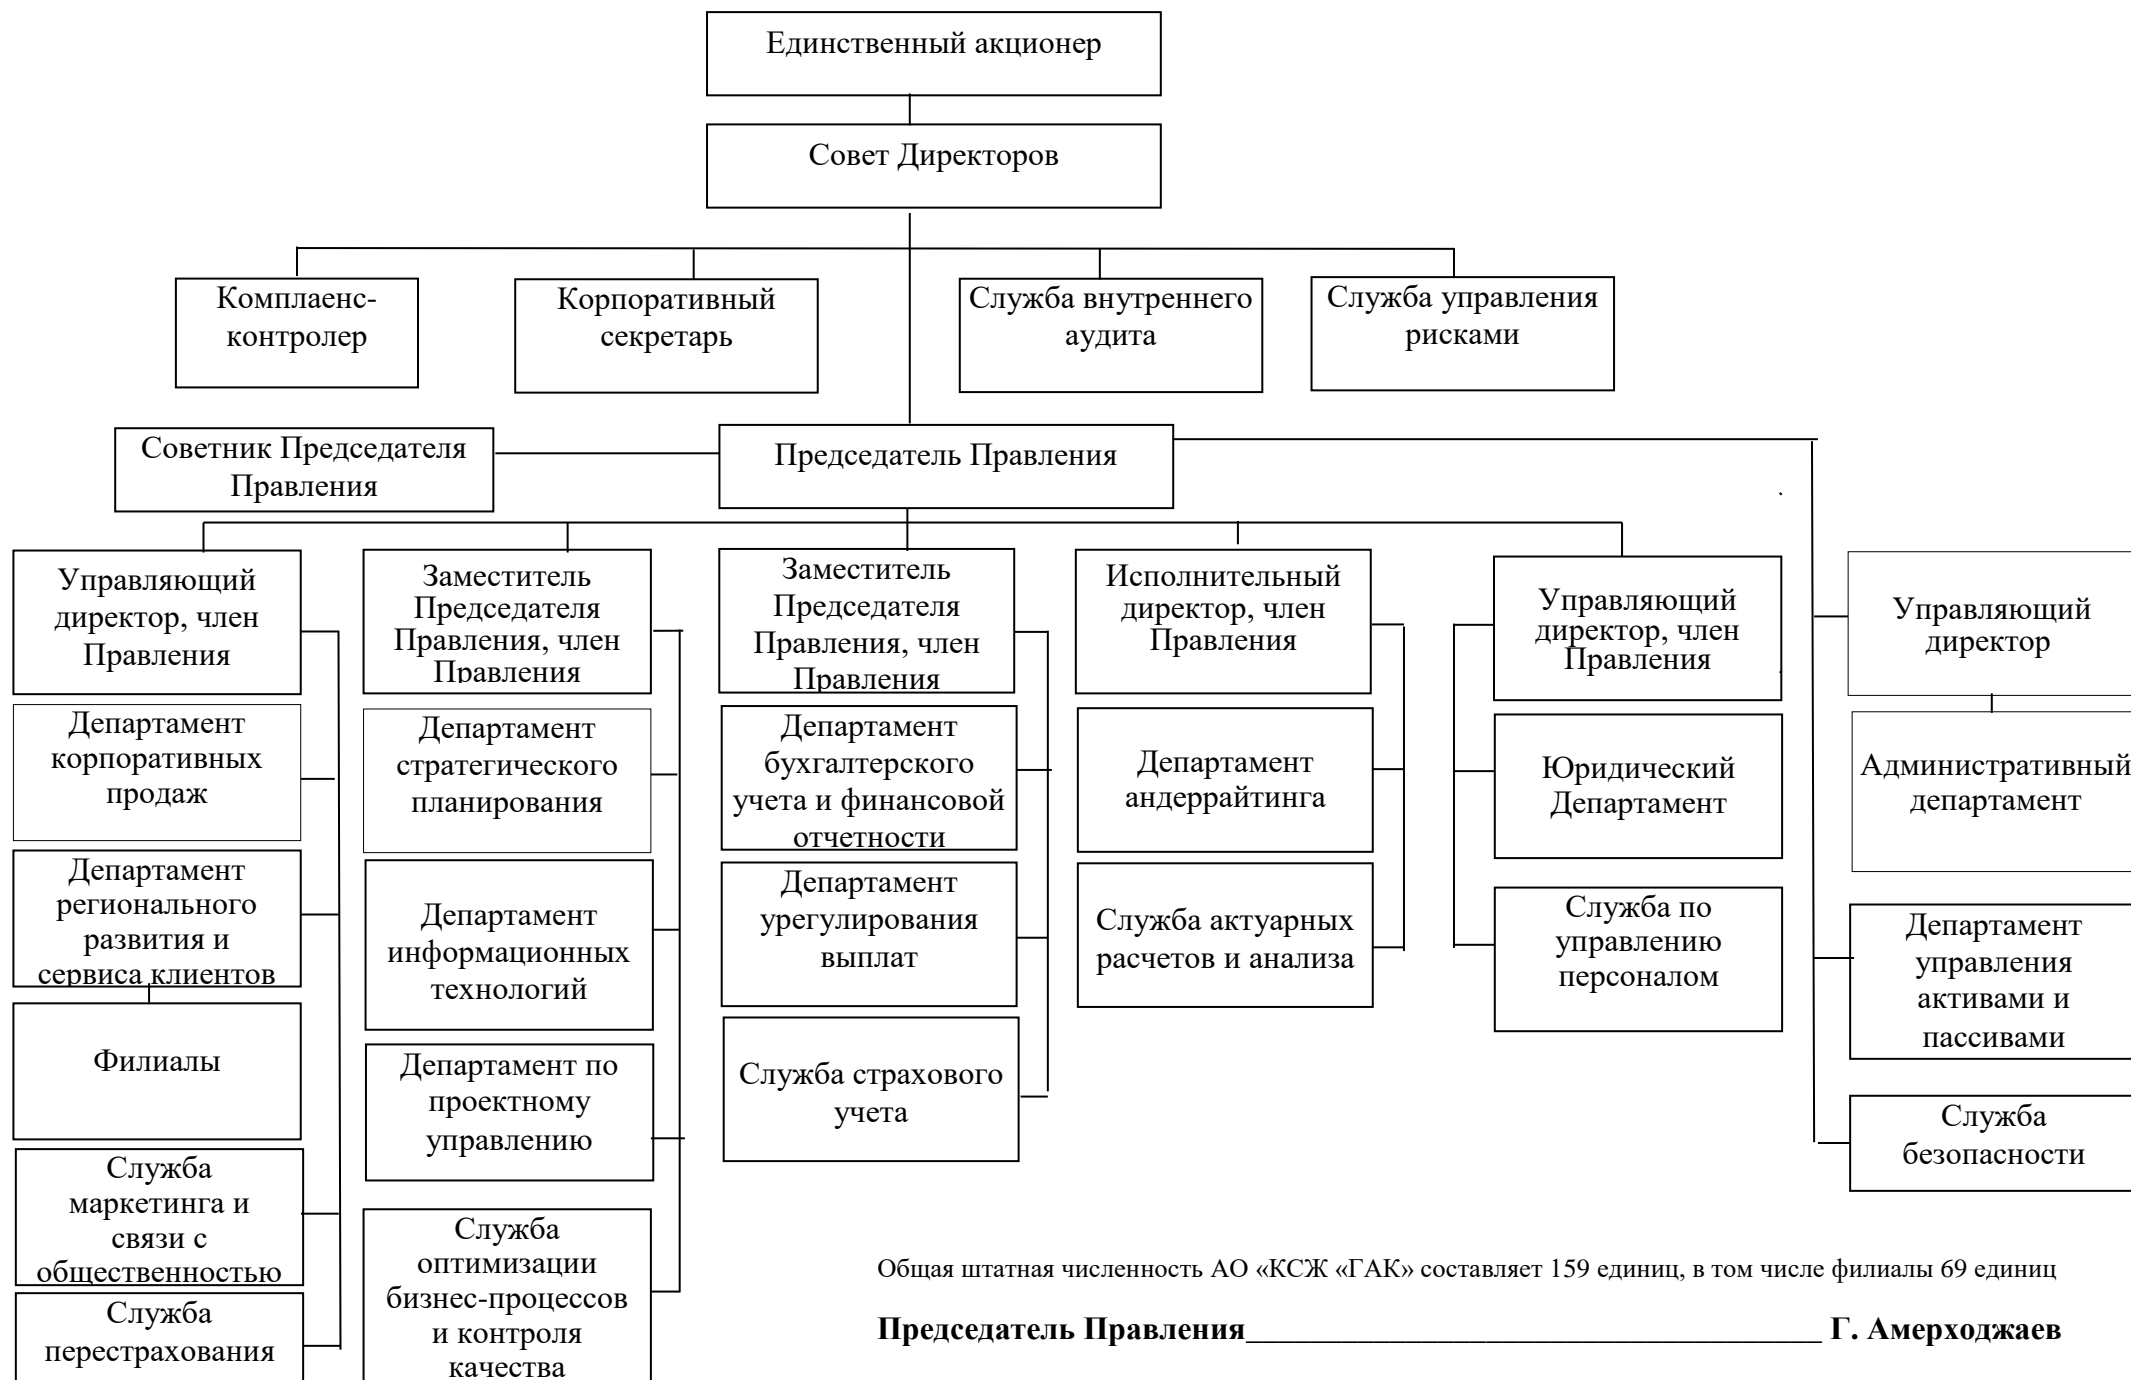 Единственный акционер
Совет Директоров
Комплаенс-
контролер
Корпоративный
секретарь
Служба внутреннего
аудита
Служба управления
рисками
Советник Председателя
Правления
Председатель Правления
Управляющий
директор, член
Правления
Заместитель
Председателя
Правления, член
Правления
Заместитель
Председателя
Правления, член
Правления
Исполнительный
директор, член
Правления
Управляющий
директор, член
Правления
Управляющий
директор
Департамент
корпоративных
продаж
Департамент
стратегического
планирования
Департамент
бухгалтерского
учета и финансовой
отчетности
Департамент
андеррайтинга
Юридический
Департамент
Административный
департамент
Департамент
регионального
развития и
сервиса клиентов
Департамент
информационных
технологий
Департамент
урегулирования
выплат
Служба актуарных
расчетов и анализа
Служба по
управлению
персоналом
Департамент
управления
активами и
пассивами
Филиалы
Департамент по
проектному
управлению
Служба страхового
учета
Служба
безопасности
Служба
маркетинга и
связи с
общественностью
Служба
оптимизации
бизнес-процессов
и контроля
качества
Служба
перестрахования
Общая штатная численность АО «КСЖ «ГАК» составляет 159 единиц, в том числе филиалы 69 единиц
Председатель Правления____________________________________ Г. Амерходжаев